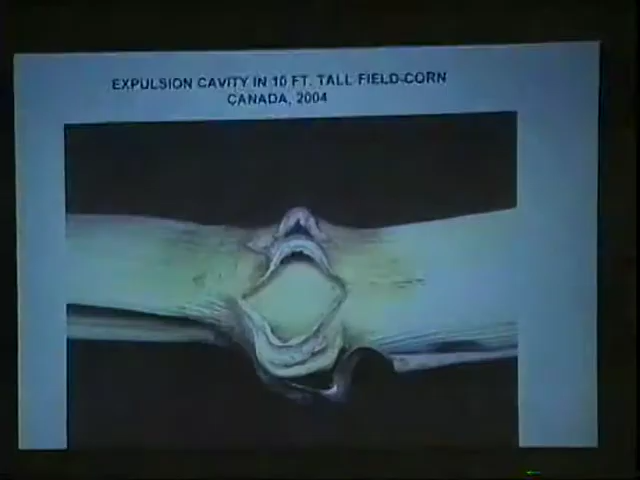 EXPULSION CAVITY IN 10 FT. TALL FIELD-CORN
CANADA, 2004